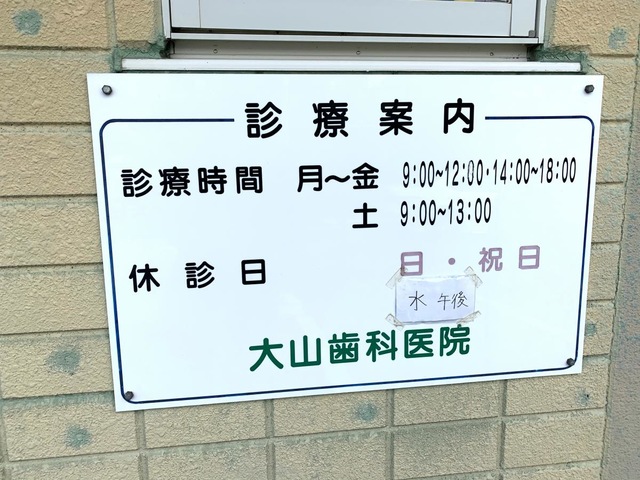 診療案内
診療時間 月～金 9:00~12:00・14:00~18:00
土 9:00~13:00
休診日 日・祝日
水 午後
大山歯科医院